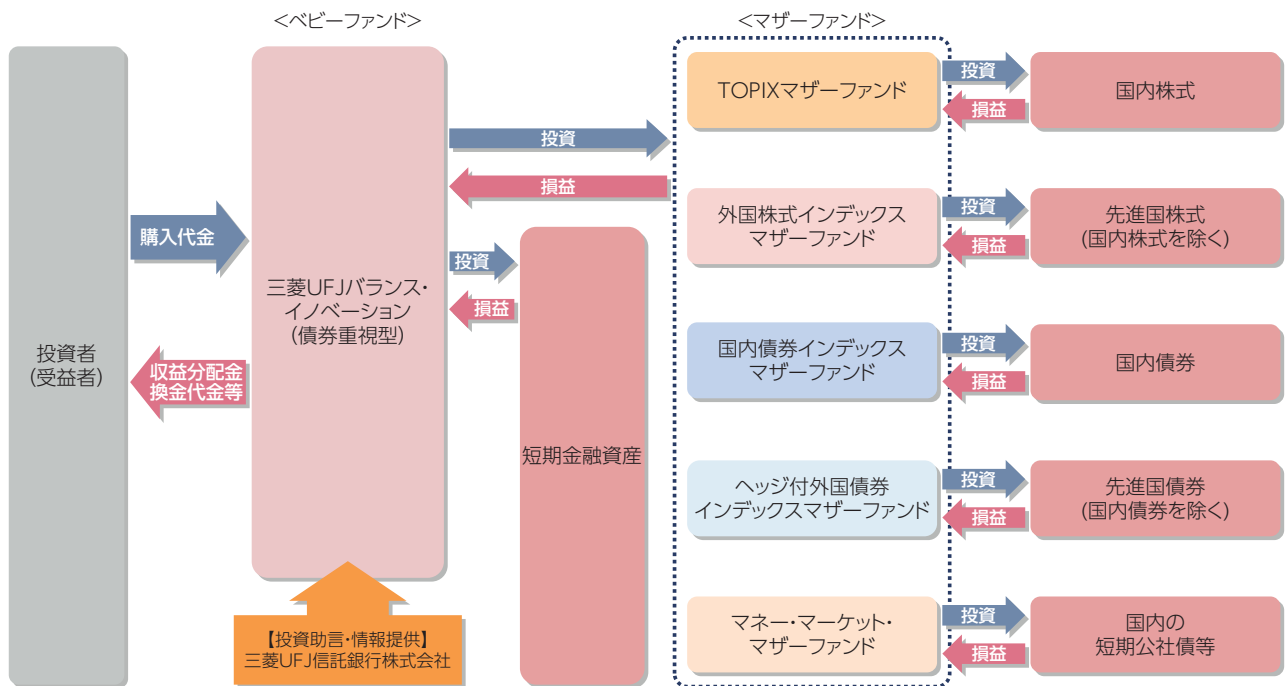 <ベビーファンド>
<マザーファンド>
投資者
(受益者)
購入代金
収益分配金
換金代金等
三菱UFJバランス・
イノベーション
(債券重視型)
【投資助言・情報提供】
三菱UFJ信託銀行株式会社
投資
損益
投資
損益
短期金融資産
TOPIXマザーファンド
投資
損益
国内株式
外国株式インデックス
マザーファンド
投資
損益
先進国株式
(国内株式を除く)
国内債券インデックス
マザーファンド
投資
損益
国内債券
ヘッジ付外国債券
インデックスマザーファンド
投資
損益
先進国債券
(国内債券を除く)
マネー・マーケット・
マザーファンド
投資
損益
国内の
短期公社債等